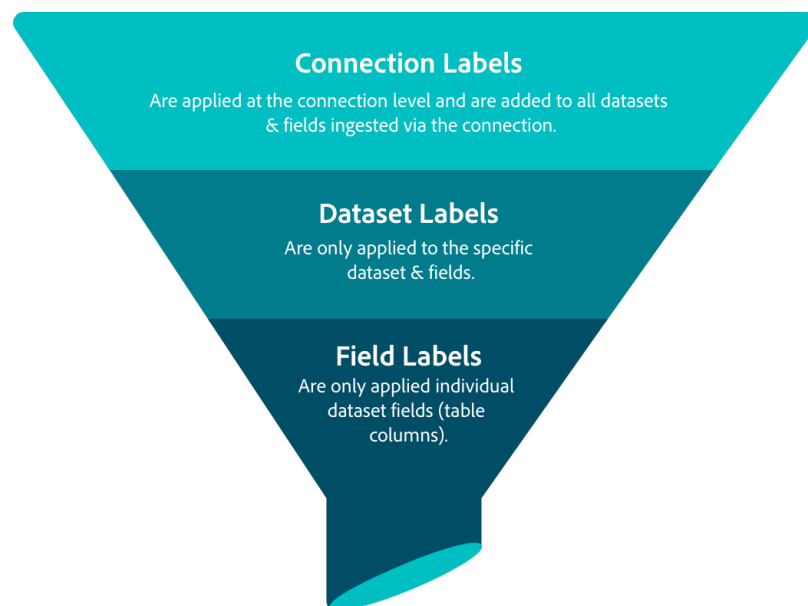 Connection Labels
Are applied at the connection level and are added to all datasets
& fields ingested via the connection.
Dataset Labels
Are only applied to the specific
dataset & fields.
Field Labels
Are only applied individual
dataset fields (table
columns).